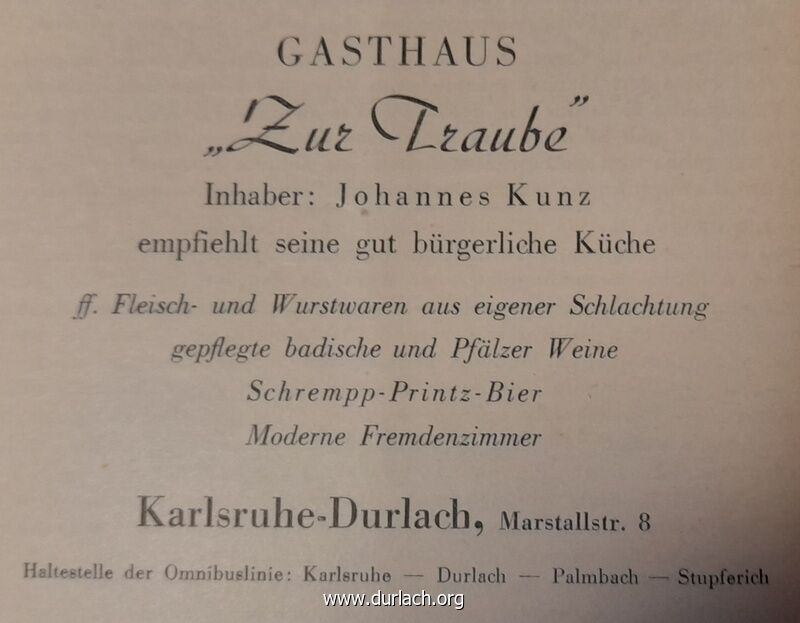 GASTHAUS
„Zur Traube”
Inhaber: Johannes Kunz
empfiehlt seine gut bürgerliche Küche
ff. Fleisch- und Wurstwaren aus eigener Schlachtung
gepflegte badische und Pfälzer Weine
Schrempp-Printz-Bier
Moderne Fremdenzimmer
Karlsruhe-Durlach, Marstallstr. 8
Haltestelle der Omnibuslinie: Karlsruhe — Durlach — Palmbach — Stupferich
www.durlach.org